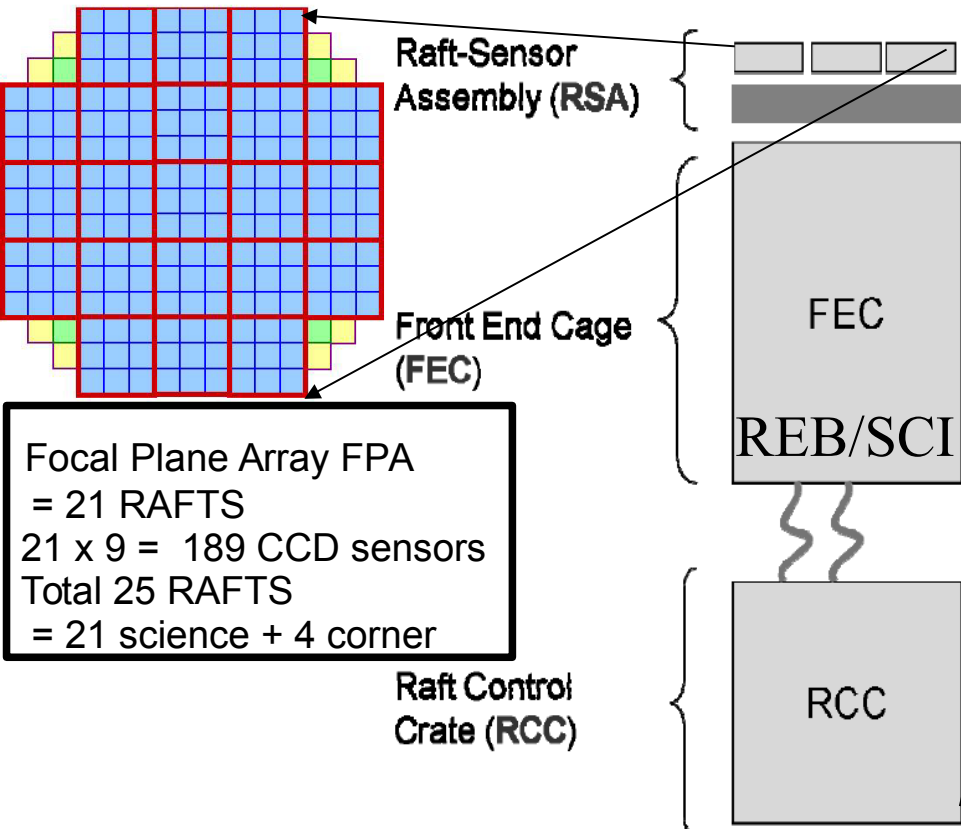 Raft-Sensor
Assembly (RSA)
Front End Cage
(FEC)
FEC
REB/SCI
Focal Plane Array FPA
= 21 RAFTS
21 x 9 = 189 CCD sensors
Total 25 RAFTS
= 21 science + 4 corner
Raft Control
Crate (RCC)
RCC